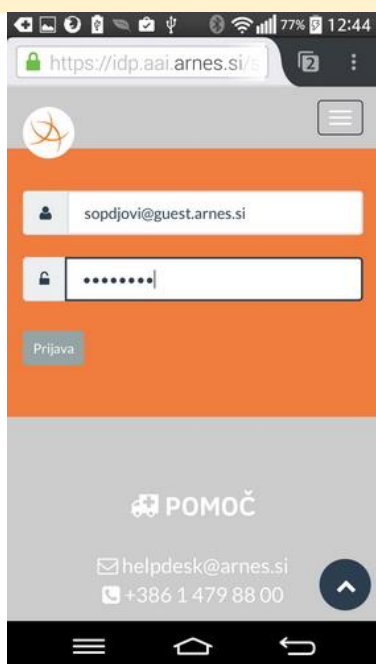 77% 12:44
https://idp.aai.arnes.si/s
2
sopdjovi@guest.arnes.si
••••••••
Prijava
POMOČ
helpdesk@arnes.si
+386 1 479 88 00